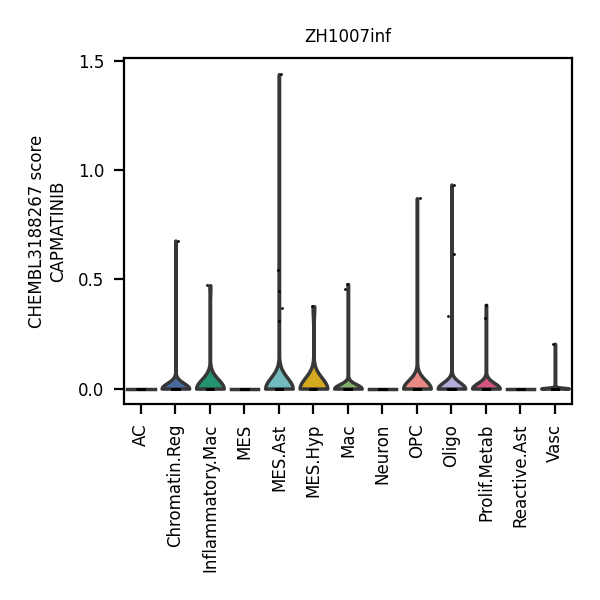 ZH1007inf
CHEMBL3188267 score
CAPMATINIB
1.5
1.0
0.5
0.0
AC
Chromatin.Reg
Inflammatory.Mac
MES
MES.Ast
MES.Hyp
Mac
Neuron
OPC
Oligo
Prolif.Metab
Reactive.Ast
Vasc